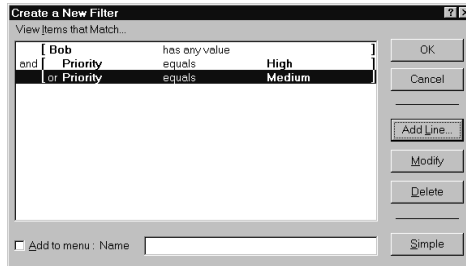 Create a New Filter
View Items that Match...
[ Bob has any value ]
and [ Priority equals High
or Priority equals Medium ]
OK
Cancel
Add Line...
Modify
Delete
Add to menu : Name
Simple